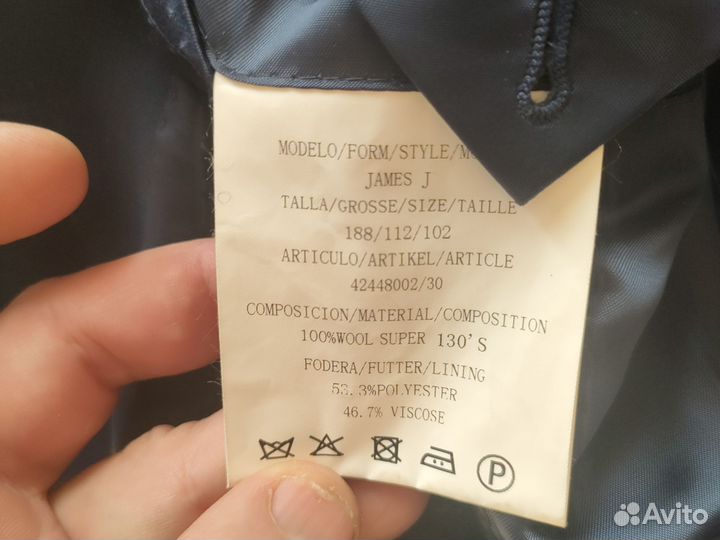 MODELO/FORM/STYLE/
JAMES J
TALLA/GROSSE/SIZE/TAILLE
188/112/102
ARTICULO/ARTIKEL/ARTICLE
42448002/30
COMPOSICION/MATERIAL/COMPOSITION
100%WOOL SUPER 130'S
FODERA/FUTTER/LINING
53.3%POLYESTER
46.7% VISCOSE
P
Avito